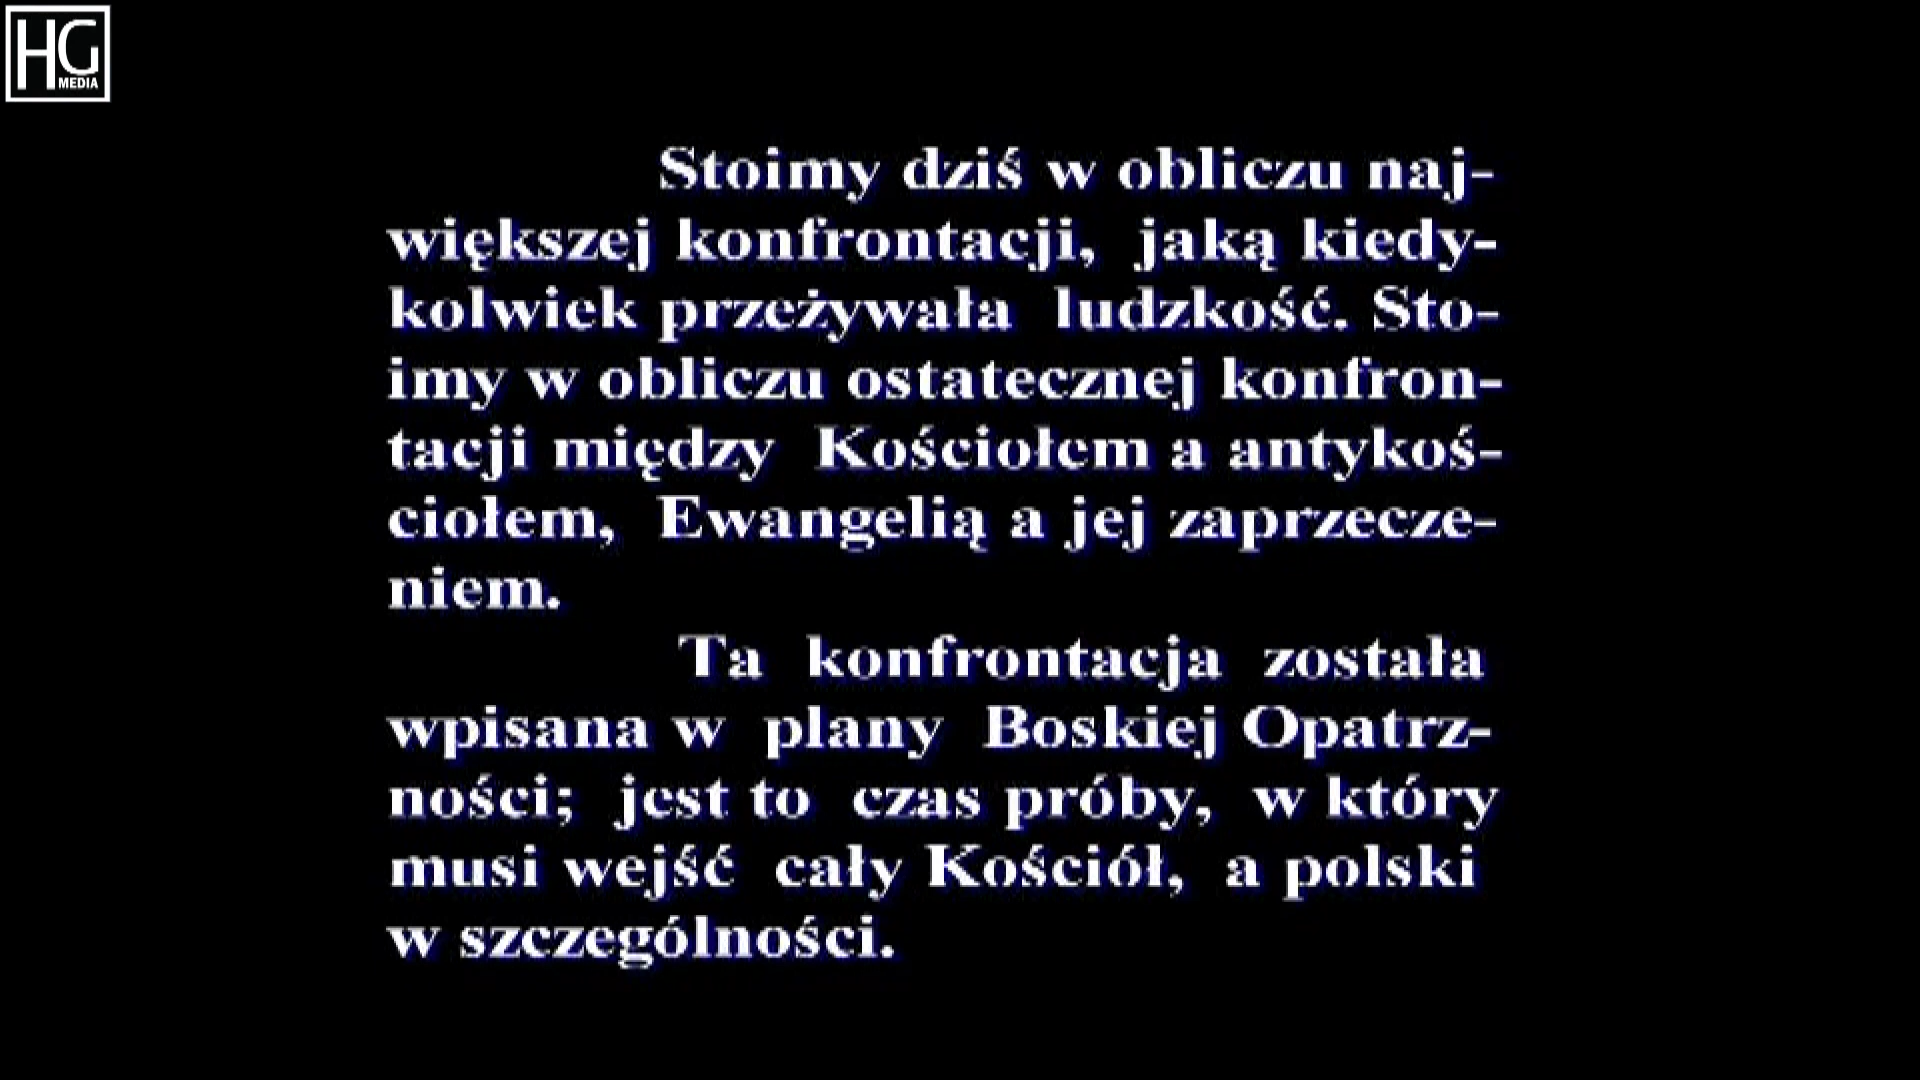 HG
MEDIA
Stoimy dziś w obliczu naj-
większej konfrontacji, jaką kiedy-
kolwiek przeżywała ludzkość. Sto-
imy w obliczu ostatecznej konfron-
tacji między Kościołem a antykoś-
ciołem, Ewangelią a jej zaprzecze-
niem.
Ta konfrontacja została
wpisana w plany Boskiej Opatrz-
ności; jest to czas próby, w który
musi wejść cały Kościół, a polski
w szczególności.